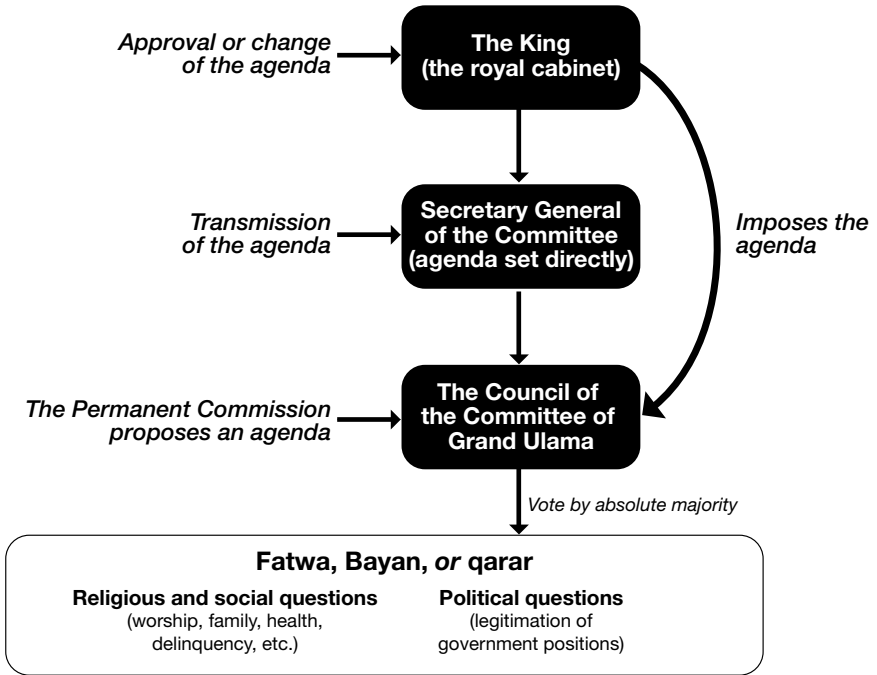 Approval or change
of the agenda
The King
(the royal cabinet)
Transmission
of the agenda
Secretary General
of the Committee
(agenda set directly)
Imposes the
agenda
The Permanent Commission
proposes an agenda
The Council of
the Committee of
Grand Ulama
Vote by absolute majority
Fatwa, Bayan, or qarar
Religious and social questions
(worship, family, health,
delinquency, etc.)
Political questions
(legitimation of
government positions)